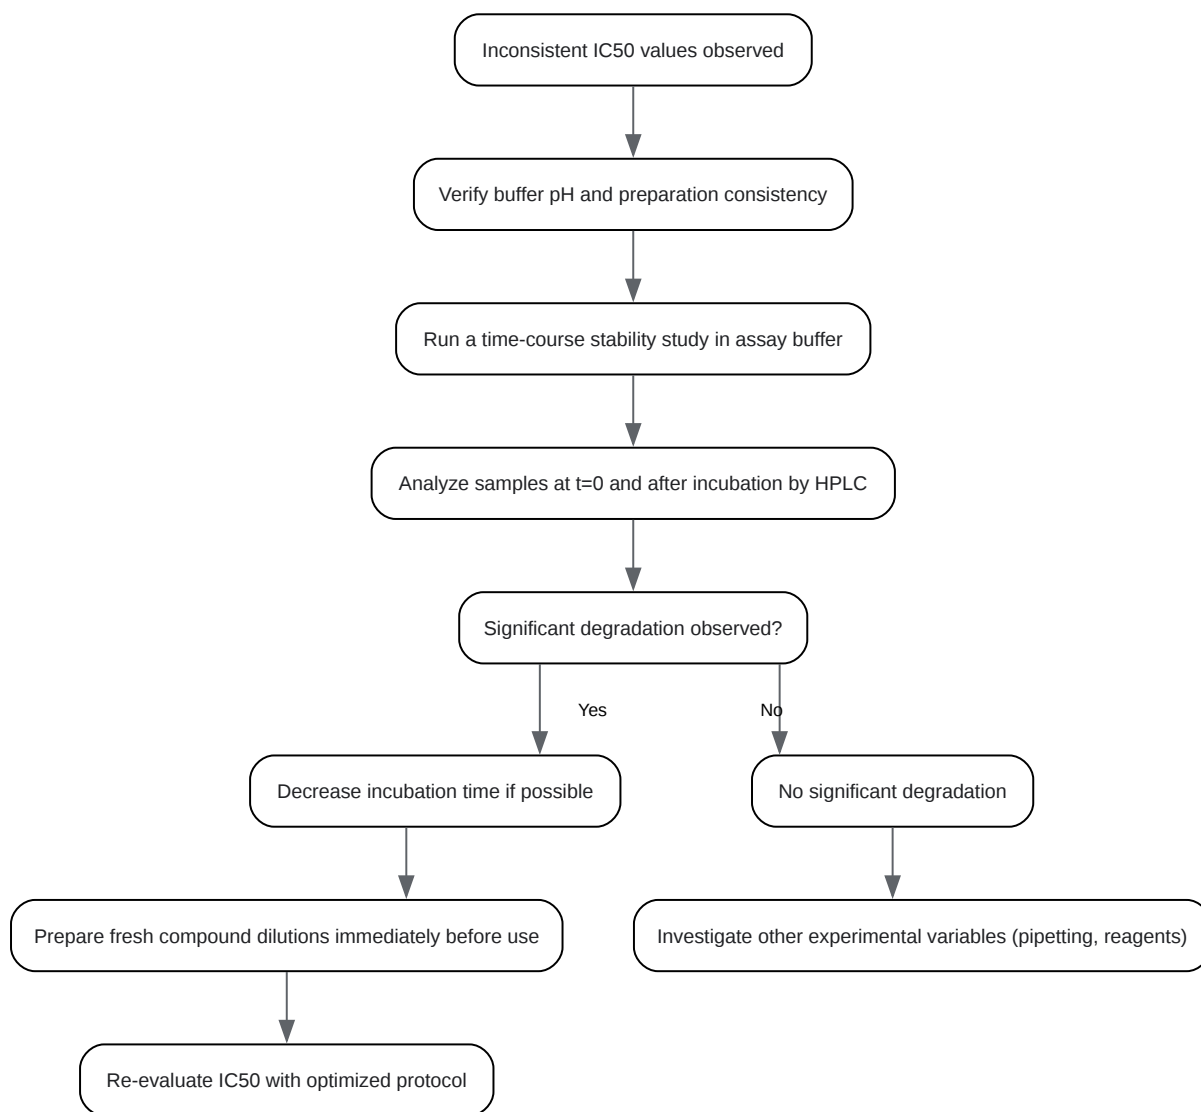 Inconsistent IC50 values observed
Verify buffer pH and preparation consistency
Run a time-course stability study in assay buffer
Analyze samples at t=0 and after incubation by HPLC
Significant degradation observed?
Yes
No
Decrease incubation time if possible
No significant degradation
Prepare fresh compound dilutions immediately before use
Investigate other experimental variables (pipetting, reagents)
Re-evaluate IC50 with optimized protocol